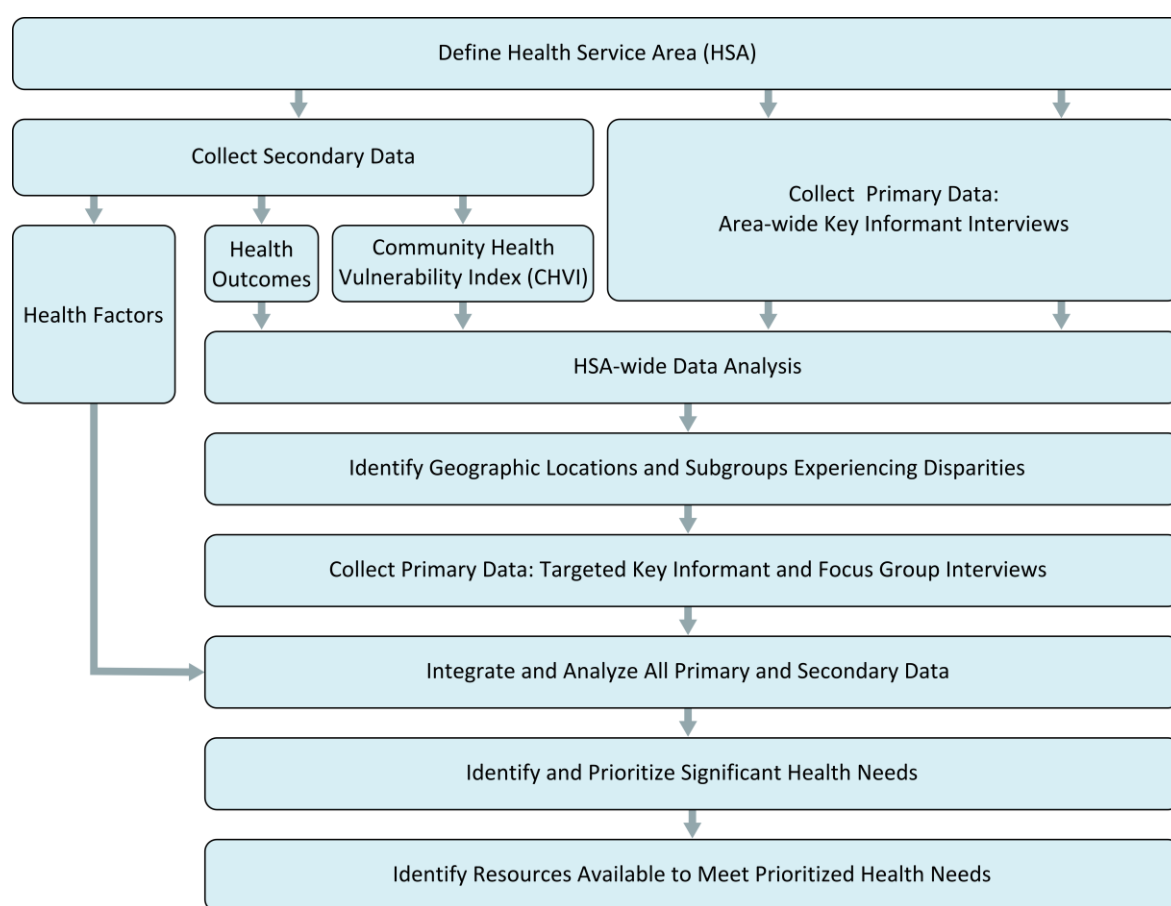 Define Health Service Area (HSA)
Collect Secondary Data
Collect Primary Data:
Area-wide Key Informant Interviews
Health Factors
Health
Outcomes
Community Health
Vulnerability Index (CHVI)
HSA-wide Data Analysis
Identify Geographic Locations and Subgroups Experiencing Disparities
Collect Primary Data: Targeted Key Informant and Focus Group Interviews
Integrate and Analyze All Primary and Secondary Data
Identify and Prioritize Significant Health Needs
Identify Resources Available to Meet Prioritized Health Needs